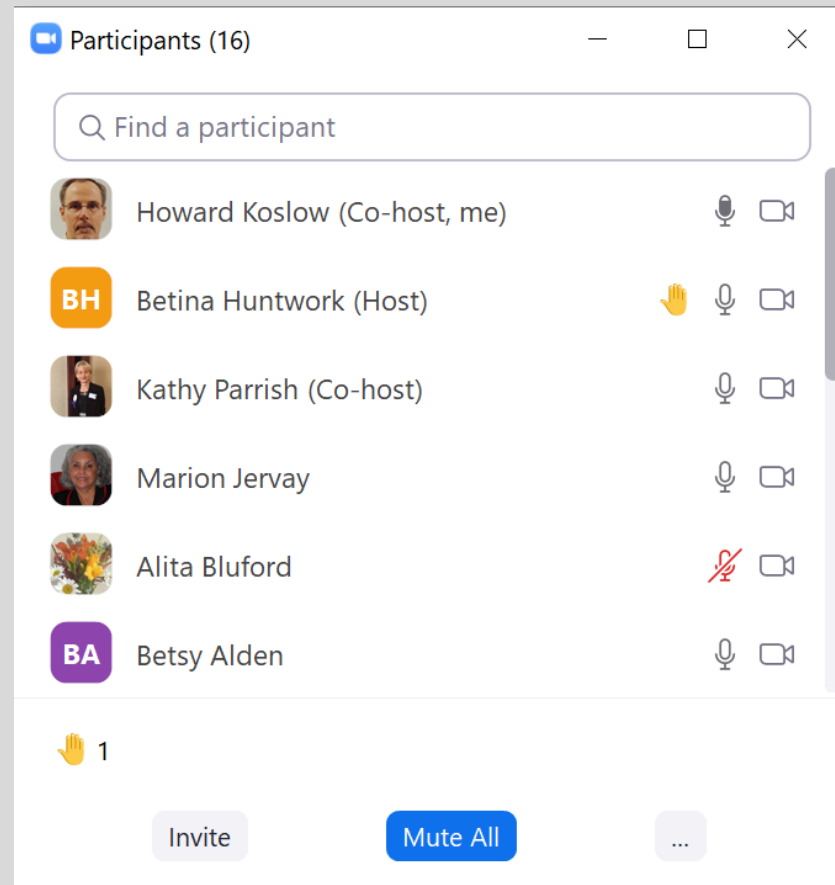 Participants (16)
Find a participant
Howard Koslow (Co-host, me)
BH Betina Huntwork (Host)
Kathy Parrish (Co-host)
Marion Jervay
Alita Bluford
BA Betsy Alden
1
Invite Mute All ...